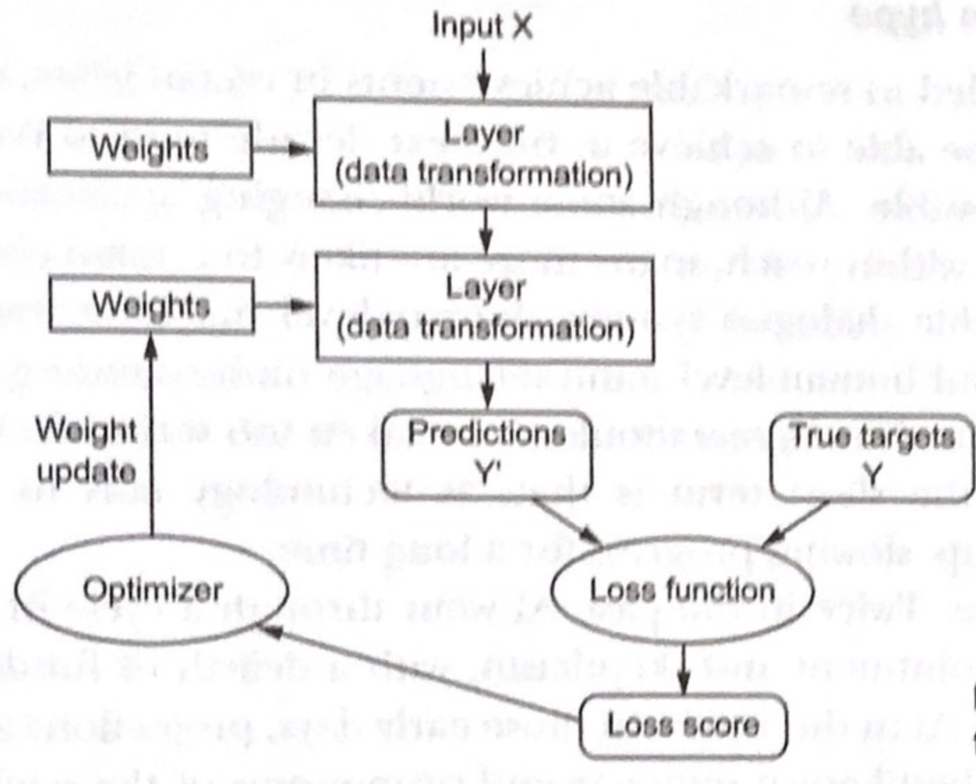 Input X
Layer
(data transformation)
Weights
Layer
(data transformation)
Weights
Weight
update
Predictions
Y'
True targets
Y
Optimizer
Loss function
Loss score